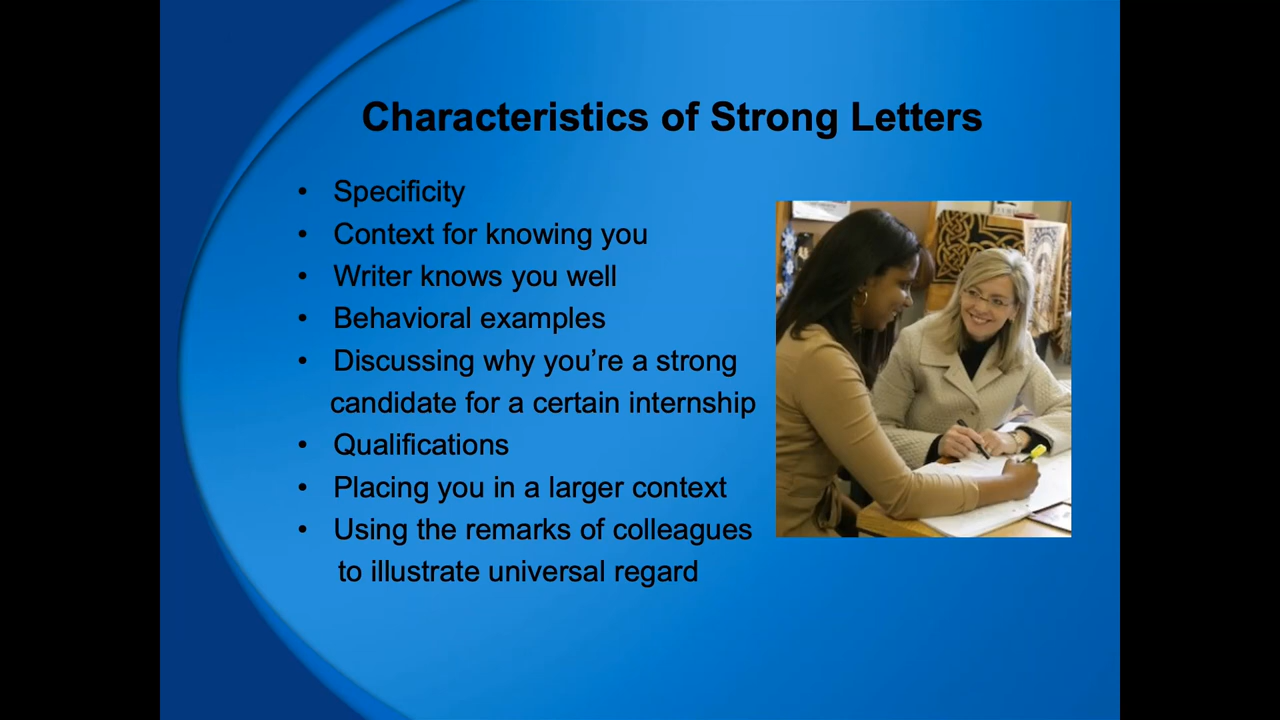 Characteristics of Strong Letters
• Specificity
• Context for knowing you
• Writer knows you well
• Behavioral examples
• Discussing why you’re a strong
candidate for a certain internship
• Qualifications
• Placing you in a larger context
• Using the remarks of colleagues
to illustrate universal regard